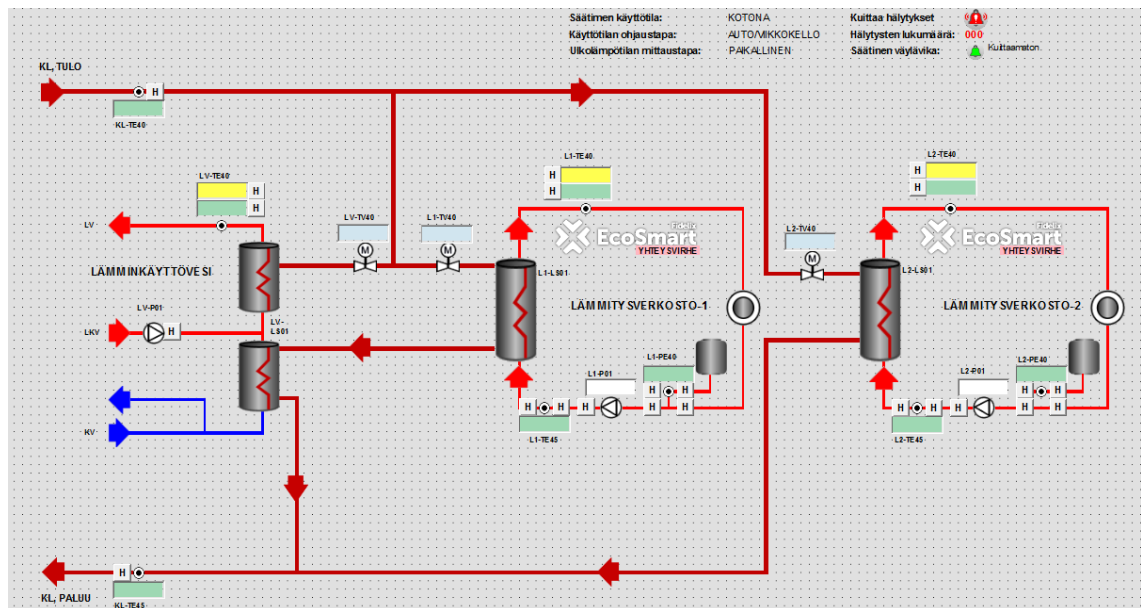 Säätimen käyttötila: KOTONA Kuittaa hälytykset
Käyttötilan ohjaustapa: AUTO/VIIKKOKELLO Hälytysten lukumäärä: 000
Ulkolämpötilan mittaustapa: PAIKALLINEN Säätinen väylävika: Kuittaamaton
KL, TULO
H
KL-TE40
L1-TE40
L2-TE40
H
H
H
H
LV-TE40
H
H
LV
LV-TV40
L1-TV40
L2-TV40
M
M
M
Fidelix
EcoSmart
YHTEYSVIRHE
Fidelix
EcoSmart
YHTEYSVIRHE
LÄMMINKÄYTTÖVESI
L1-LS01
L2-LS01
LÄMMITYSVERKOSTO-1
LÄMMITYSVERKOSTO-2
LV-P01
LKV
H
LV-
LS01
L1-PE40
L2-PE40
L1-P01
L2-P01
H H
H H
H H H H H
H H H H H
L1-TE45
L2-TE45
KV
H
KL, PALUU
KL-TE45